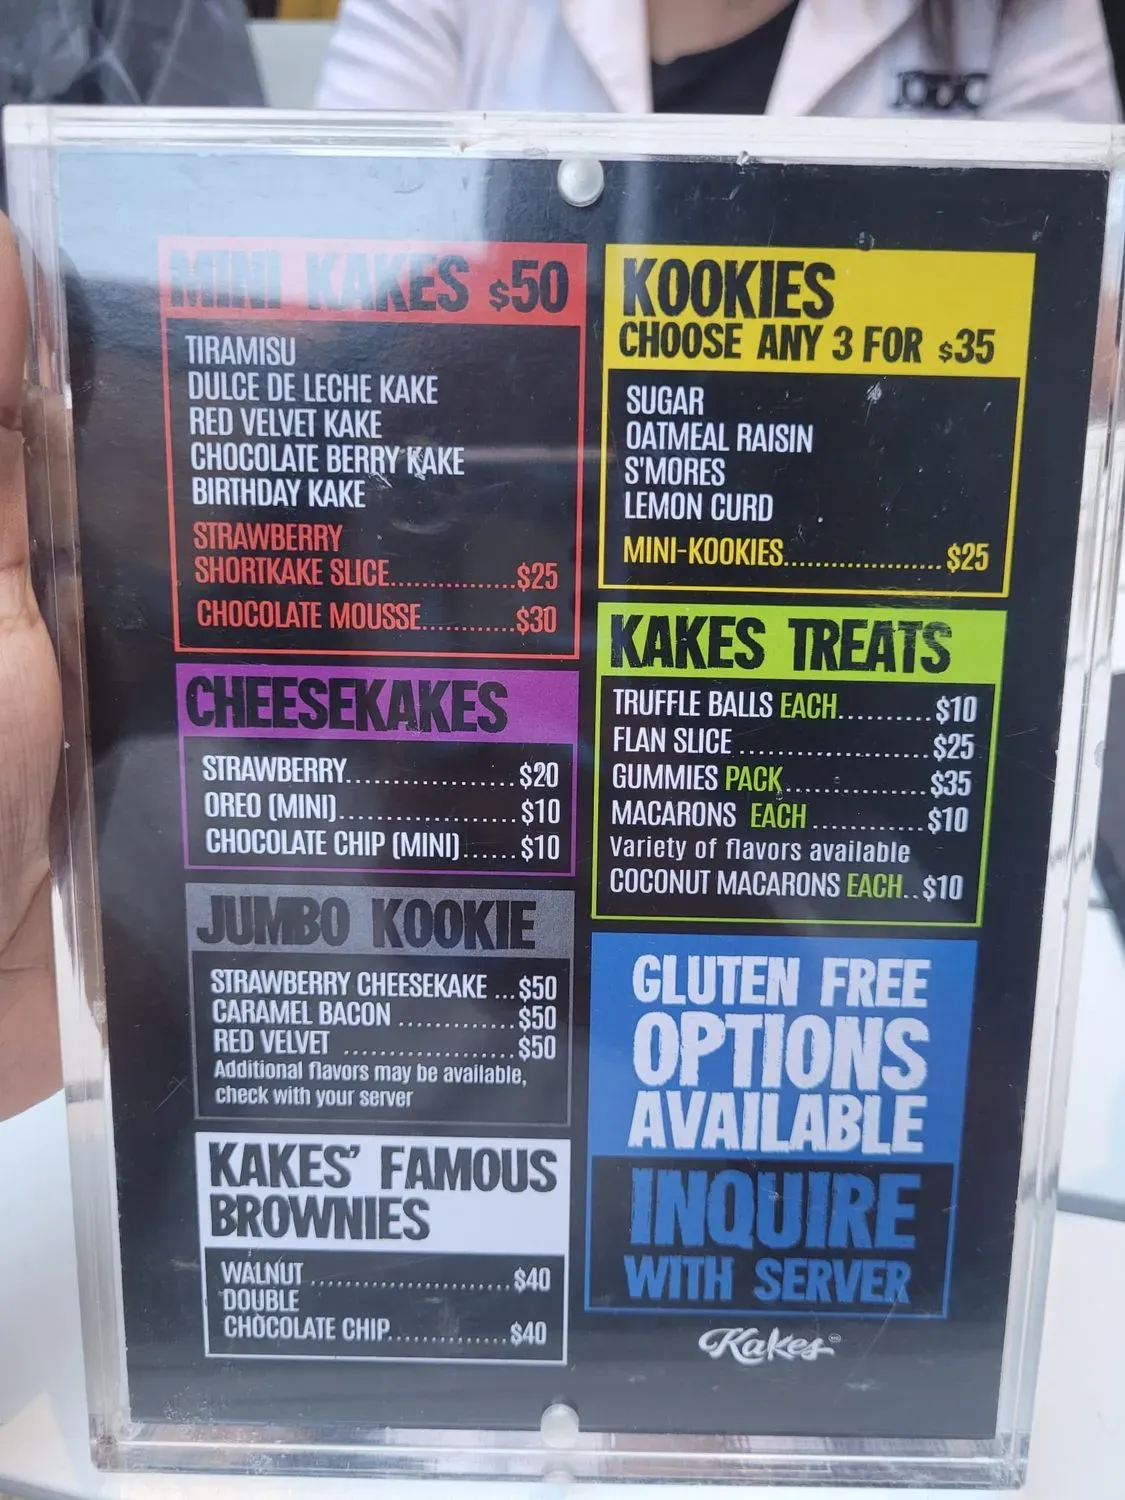 MINI KAKES $50
TIRAMISU
DULCE DE LECHE KAKE
RED VELVET KAKE
CHOCOLATE BERRY KAKE
BIRTHDAY KAKE
STRAWBERRY
SHORTKAKE SLICE...............$25
CHOCOLATE MOUSSE...........$30
CHEESEKAKES
STRAWBERRY.....................$20
OREO (MINI)......................$10
CHOCOLATE CHIP (MINI)......$10
JUMBO KOOKIE
STRAWBERRY CHEESEKAKE ...$50
CARAMEL BACON ...............$50
RED VELVET ......................$50
Additional flavors may be available,
check with your server
KAKES' FAMOUS
BROWNIES
WALNUT .........................$40
DOUBLE
CHOCOLATE CHIP...............$40
KOOKIES
CHOOSE ANY 3 FOR $35
SUGAR
OATMEAL RAISIN
S'MORES
LEMON CURD
MINI-KOOKIES.................... $25
KAKES TREATS
TRUFFLE BALLS EACH..........$10
FLAN SLICE .......................$25
GUMMIES PACK.................$35
MACARONS EACH ............$10
Variety of flavors available
COCONUT MACARONS EACH..$10
GLUTEN FREE
OPTIONS
AVAILABLE
INQUIRE
WITH SERVER
Kakes